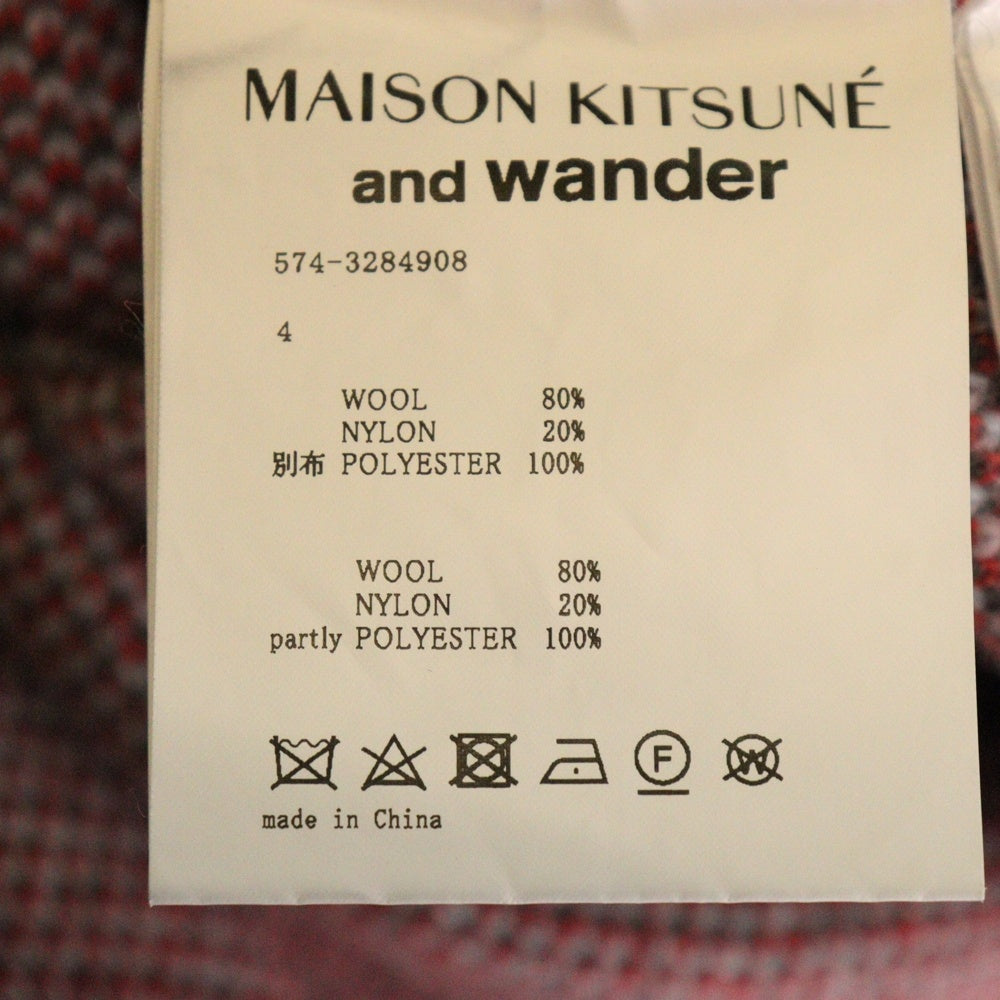 MAISON KITSUNÉ
and wander
574-3284908
4
WOOL 80%
NYLON 20%
別布 POLYESTER 100%
WOOL 80%
NYLON 20%
partly POLYESTER 100%
F W
made in China